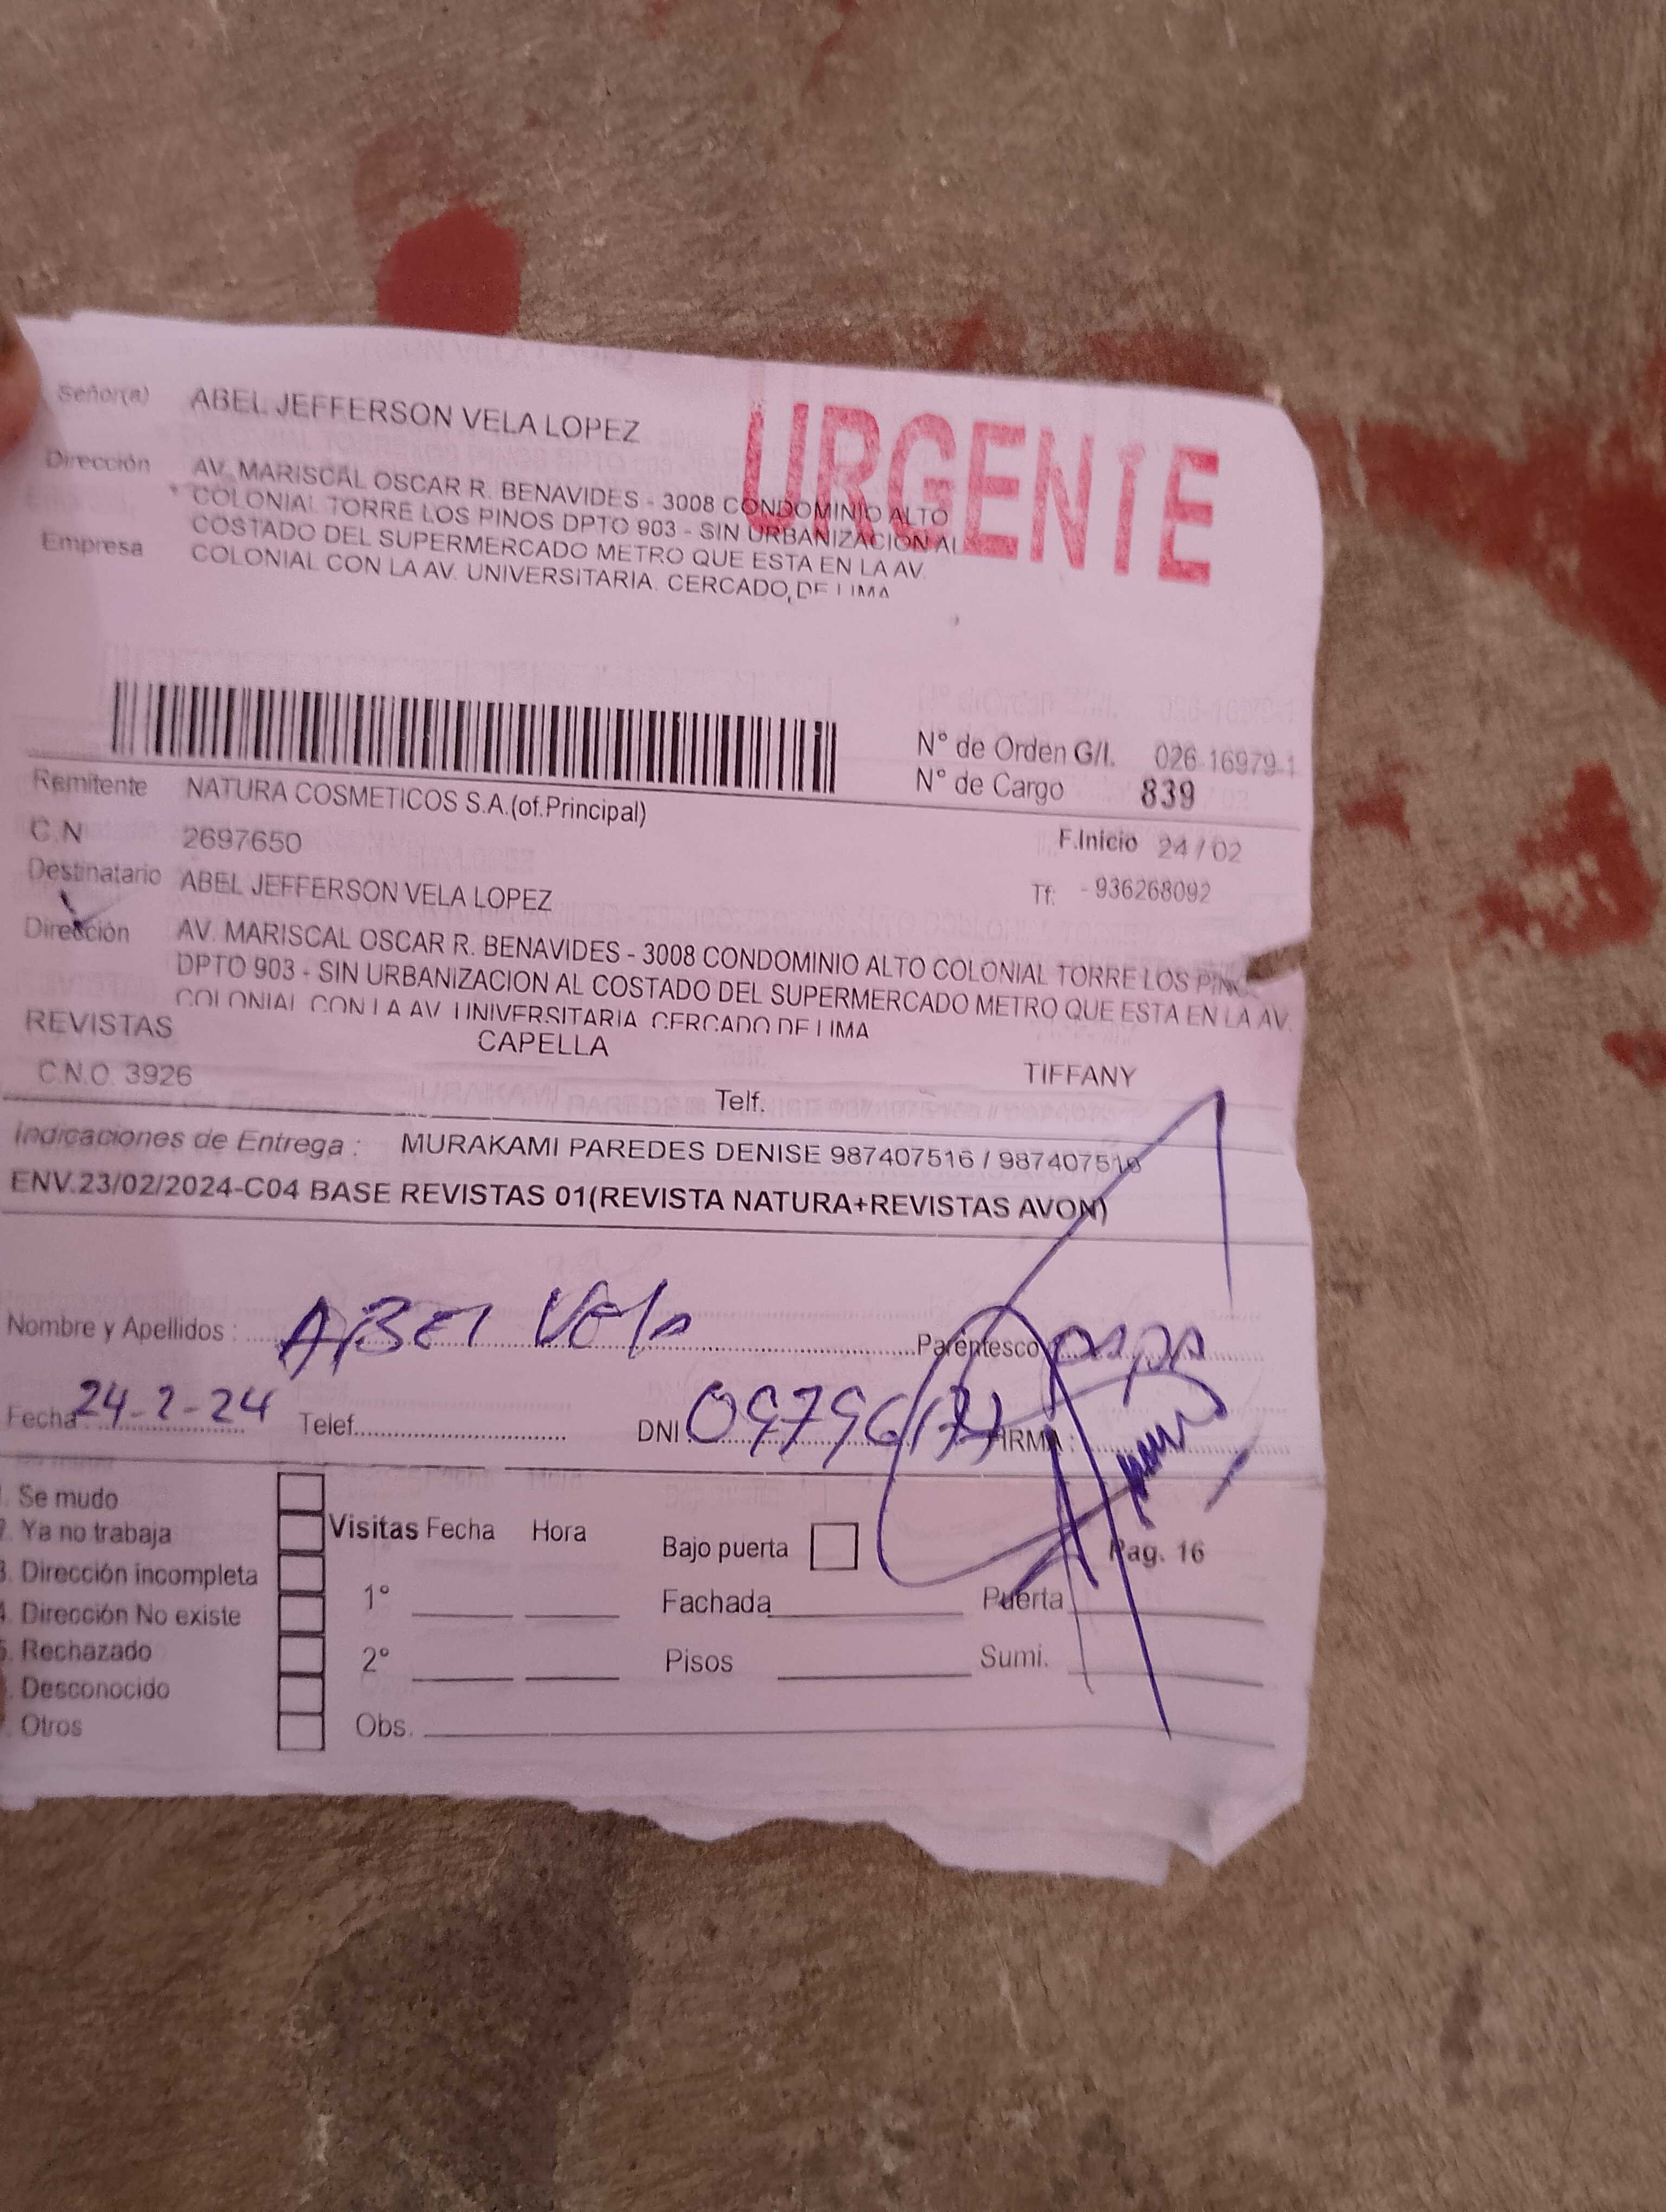 URGENTE
Señor(a) ABEL JEFFERSON VELA LOPEZ
Dirección AV. MARISCAL OSCAR R. BENAVIDES - 3008 CONDOMINIO ALTO
COLONIAL TORRE LOS PINOS DPTO 903 - SIN URBANIZACION AL
COSTADO DEL SUPERMERCADO METRO QUE ESTA EN LA AV.
Empresa COLONIAL CON LA AV. UNIVERSITARIA. CERCADO DE LIMA
N° de Orden G/I. 026-16979-1
N° de Cargo 839
Remitente NATURA COSMETICOS S.A.(of.Principal)
C.N 2697650 F.Inicio 24/02
Destinatario ABEL JEFFERSON VELA LOPEZ Tf: - 936268092
Dirección AV. MARISCAL OSCAR R. BENAVIDES - 3008 CONDOMINIO ALTO COLONIAL TORRE LOS
DPTO 903 - SIN URBANIZACION AL COSTADO DEL SUPERMERCADO METRO QUE ESTA EN LA AV.
COLONIAL CON LA AV. UNIVERSITARIA. CERCADO DE LIMA
REVISTAS CAPELLA TIFFANY
C.N.O. 3926 Telf.
Indicaciones de Entrega : MURAKAMI PAREDES DENISE 987407516 / 987407516
ENV.23/02/2024-C04 BASE REVISTAS 01(REVISTA NATURA+REVISTAS AVON)
Nombre y Apellidos : ABEl Vela Parentesco
Fecha 24-2-24 Telef. DNI FIRMA :
Se mudo
Ya no trabaja Visitas Fecha Hora Bajo puerta Pag. 16
Dirección incompleta
1° Fachada Puerta
Dirección No existe
Rechazado
2° Pisos Sumi.
Desconocido
Otros Obs.